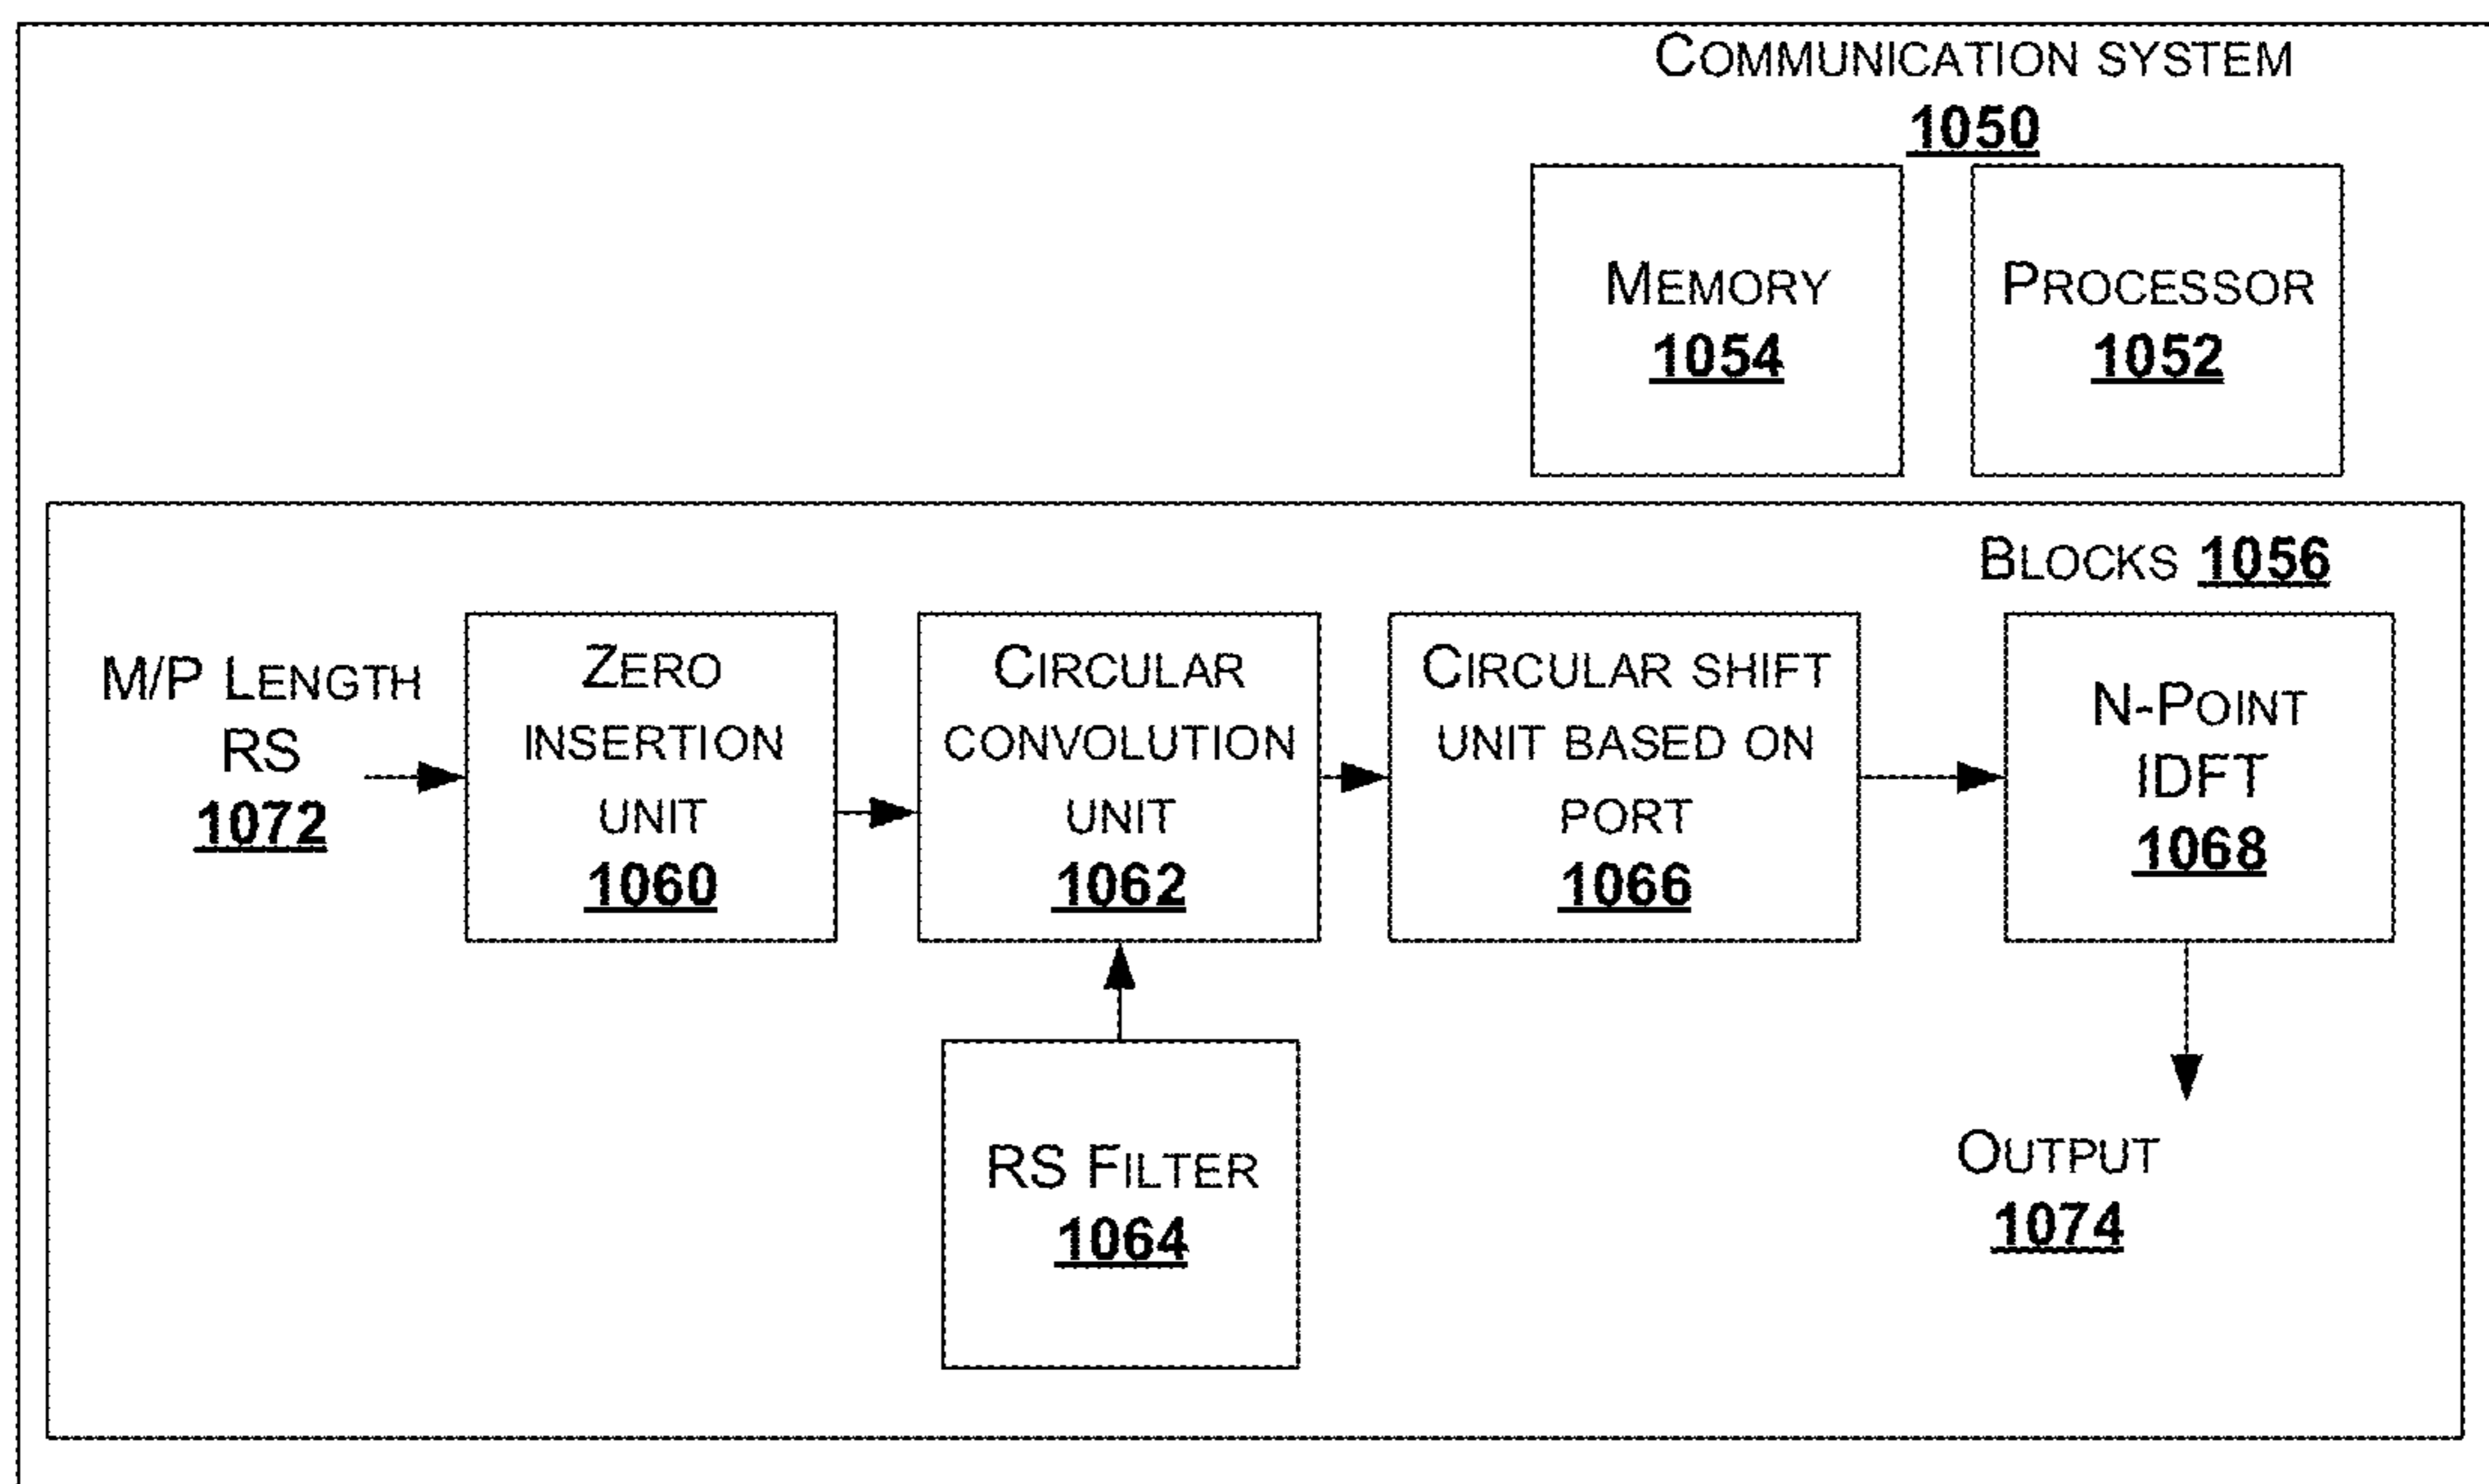 COMMUNICATION SYSTEM
1050
MEMORY
1054
PROCESSOR
1052
BLOCKS 1056
M/P LENGTH
RS
1072
ZERO
INSERTION
UNIT
1060
CIRCULAR
CONVOLUTION
UNIT
1062
CIRCULAR SHIFT
UNIT BASED ON
PORT
1066
N-POINT
IDFT
1068
RS FILTER
1064
OUTPUT
1074